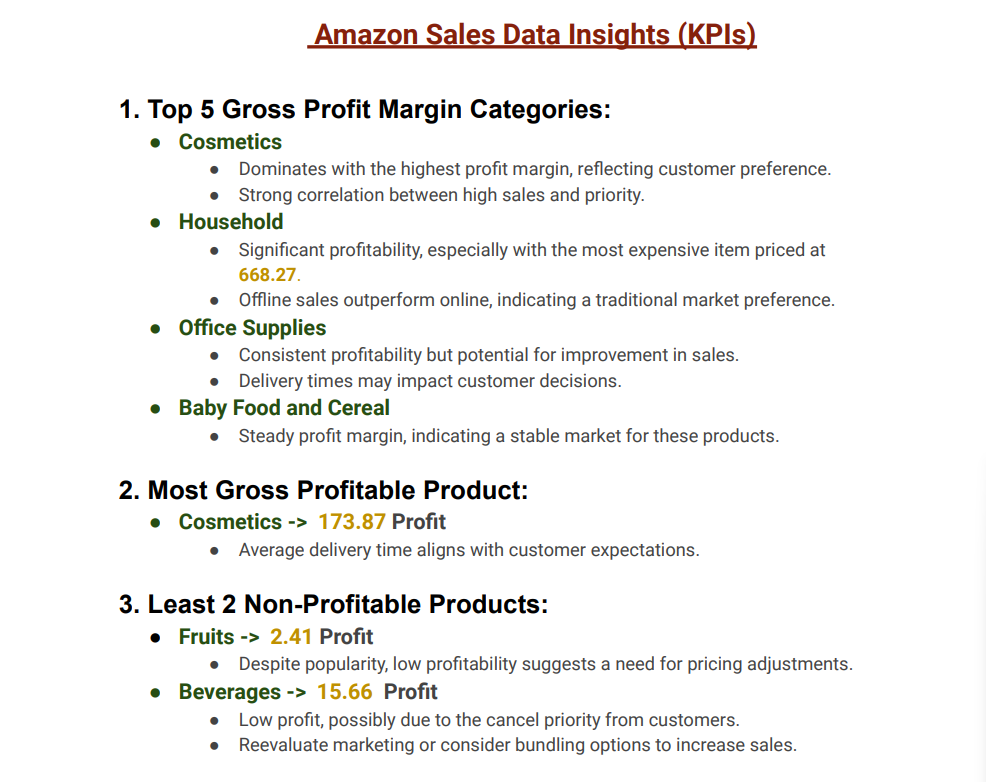 Amazon Sales Data Insights (KPIs)
1. Top 5 Gross Profit Margin Categories:
● Cosmetics
● Dominates with the highest profit margin, reflecting customer preference.
● Strong correlation between high sales and priority.
● Household
● Significant profitability, especially with the most expensive item priced at
668.27.
● Offline sales outperform online, indicating a traditional market preference.
● Office Supplies
● Consistent profitability but potential for improvement in sales.
● Delivery times may impact customer decisions.
● Baby Food and Cereal
● Steady profit margin, indicating a stable market for these products.
2. Most Gross Profitable Product:
● Cosmetics -> 173.87 Profit
● Average delivery time aligns with customer expectations.
3. Least 2 Non-Profitable Products:
● Fruits -> 2.41 Profit
● Despite popularity, low profitability suggests a need for pricing adjustments.
● Beverages -> 15.66 Profit
● Low profit, possibly due to the cancel priority from customers.
● Reevaluate marketing or consider bundling options to increase sales.